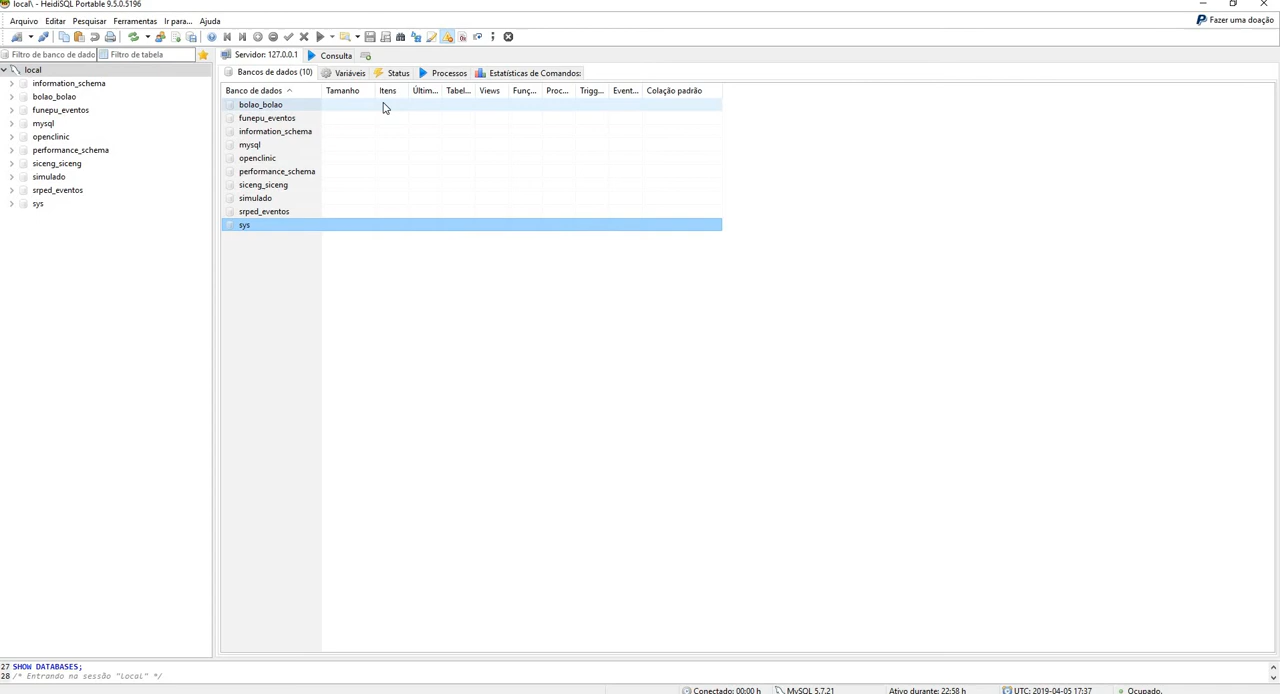 local\ - HeidiSQL Portable 9.5.0.5196
Arquivo Editar Pesquisar Ferramentas Ir para... Ajuda
Fazer uma doação
Filtro de banco de dado Filtro de tabela
Servidor: 127.0.0.1 Consulta
local
information_schema
bolao_bolao
funepu_eventos
mysql
openclinic
performance_schema
siceng_siceng
simulado
srped_eventos
sys
Bancos de dados (10) Variáveis Status Processos Estatísticas de Comandos:
Banco de dados Tamanho Itens Últim... Tabel... Views Funç... Proc... Trigg... Event... Colação padrão
bolao_bolao
funepu_eventos
information_schema
mysql
openclinic
performance_schema
siceng_siceng
simulado
srped_eventos
sys
27 SHOW DATABASES;
28 /* Entrando na sessão "local" */
Conectado: 00:00 h MySQL 5.7.21 Ativo durante: 22:58 h UTC: 2019-04-05 17:37 Ocupado.